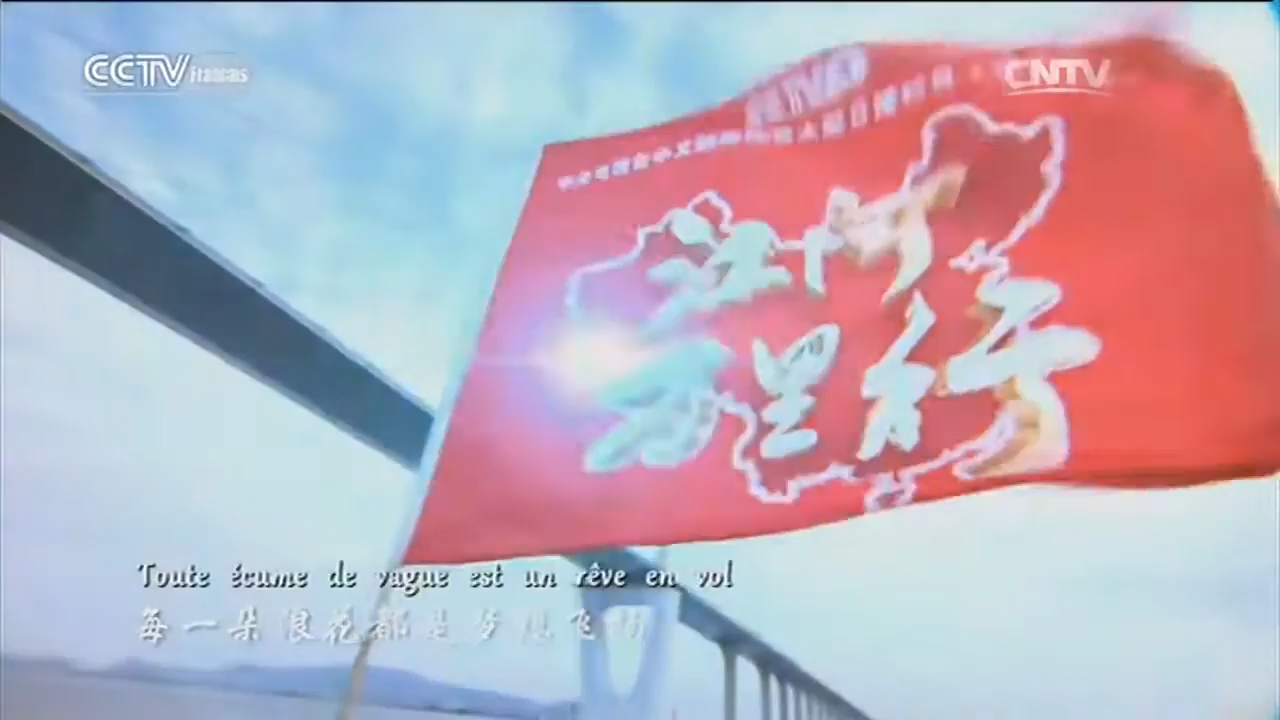 CCTV Français
CNTV
江河
万里行
Toute écume de vague est un rêve en vol
每一朵浪花都是梦想飞扬